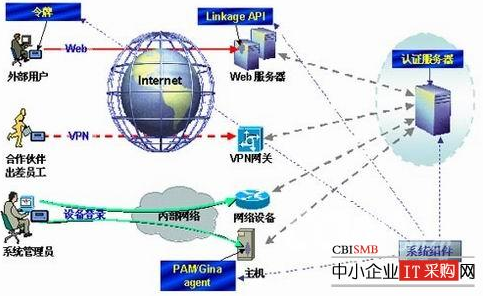 令牌
Linkage API
外部用户
Web
Internet
Web服务器
认证服务器
合作伙伴
出差员工
VPN
VPN网关
设备登录
内部网络
网络设备
系统管理员
PAM/Gina
agent
主机
系统组件
CBISMB
中小企业IT采购网